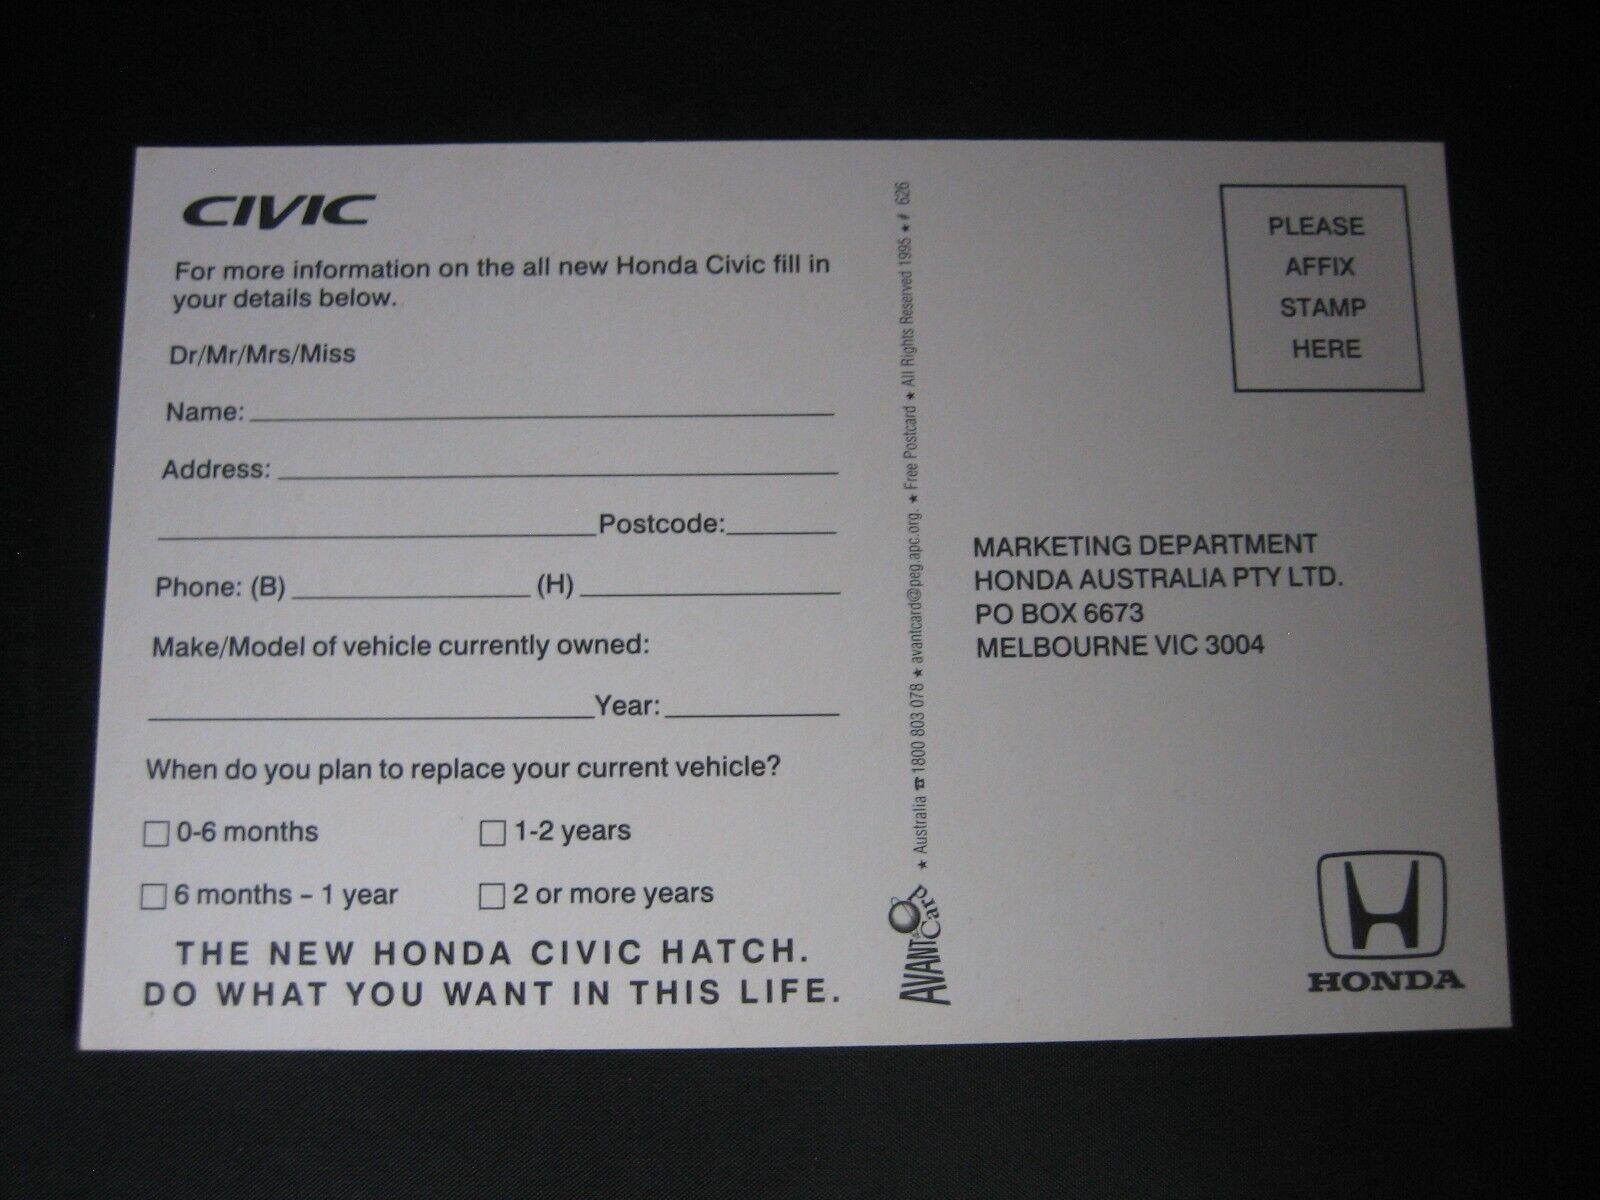 CIVIC
For more information on the all new Honda Civic fill in
your details below.
Dr/Mr/Mrs/Miss
Name:
Address:
Postcode:
Phone: (B) (H)
Make/Model of vehicle currently owned:
Year:
When do you plan to replace your current vehicle?
0-6 months 1-2 years
6 months – 1 year 2 or more years
THE NEW HONDA CIVIC HATCH.
DO WHAT YOU WANT IN THIS LIFE.
AVANT Card ★ Australia ☎ 1800 803 078 ★ avantcard@peg.apc.org. ★ Free Postcard ★ All Rights Reserved 1995 ★ # 626
PLEASE
AFFIX
STAMP
HERE
MARKETING DEPARTMENT
HONDA AUSTRALIA PTY LTD.
PO BOX 6673
MELBOURNE VIC 3004
HONDA